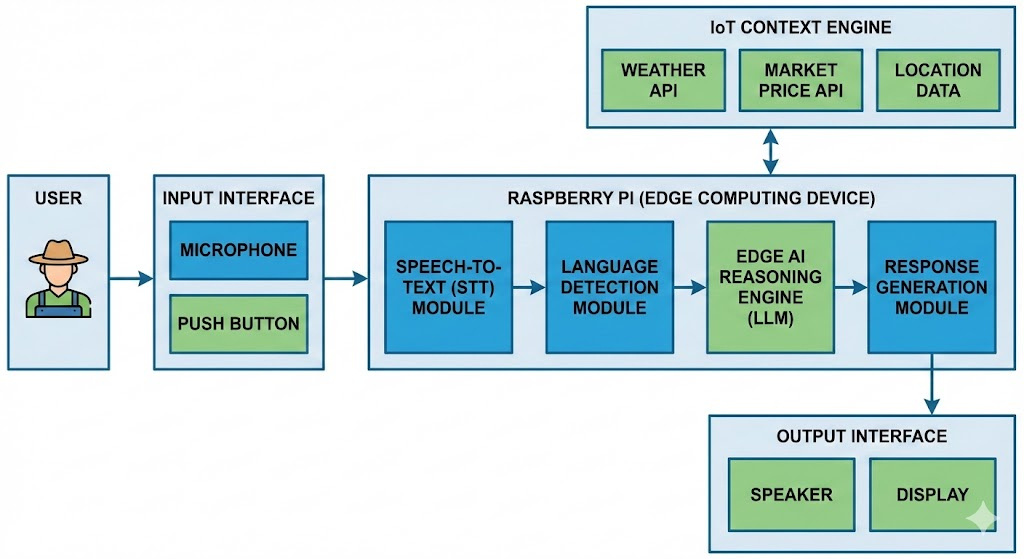 IoT CONTEXT ENGINE
WEATHER
API
MARKET
PRICE API
LOCATION
DATA
USER
INPUT INTERFACE
MICROPHONE
PUSH BUTTON
RASPBERRY PI (EDGE COMPUTING DEVICE)
SPEECH-TO-
TEXT (STT)
MODULE
LANGUAGE
DETECTION
MODULE
EDGE AI
REASONING
ENGINE
(LLM)
RESPONSE
GENERATION
MODULE
OUTPUT INTERFACE
SPEAKER
DISPLAY